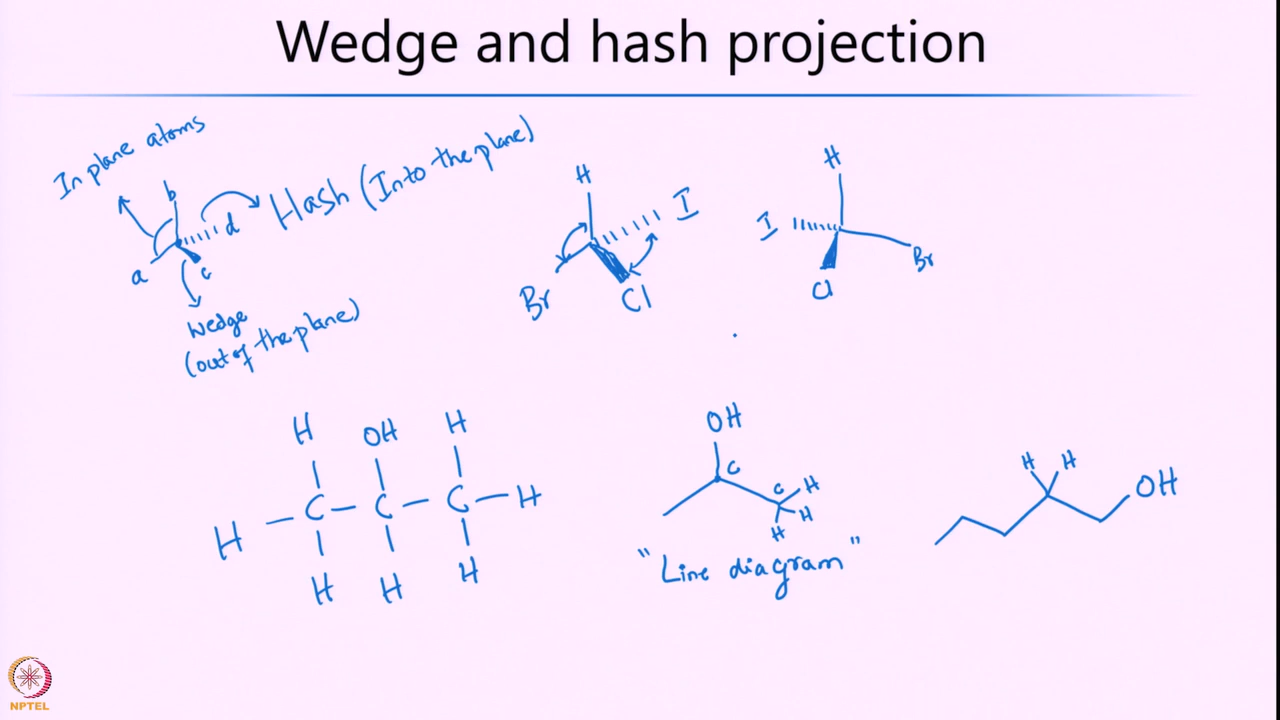 Wedge and hash projection
In plane atoms
b
d
a
c
Hash (Into the plane)
Wedge
(out of the plane)
H
I
Br
Cl
H
I
Br
Cl
H OH H
H - C - C - C - H
H H H
OH
C
C H
H
H
"Line diagram"
H H
OH
NPTEL